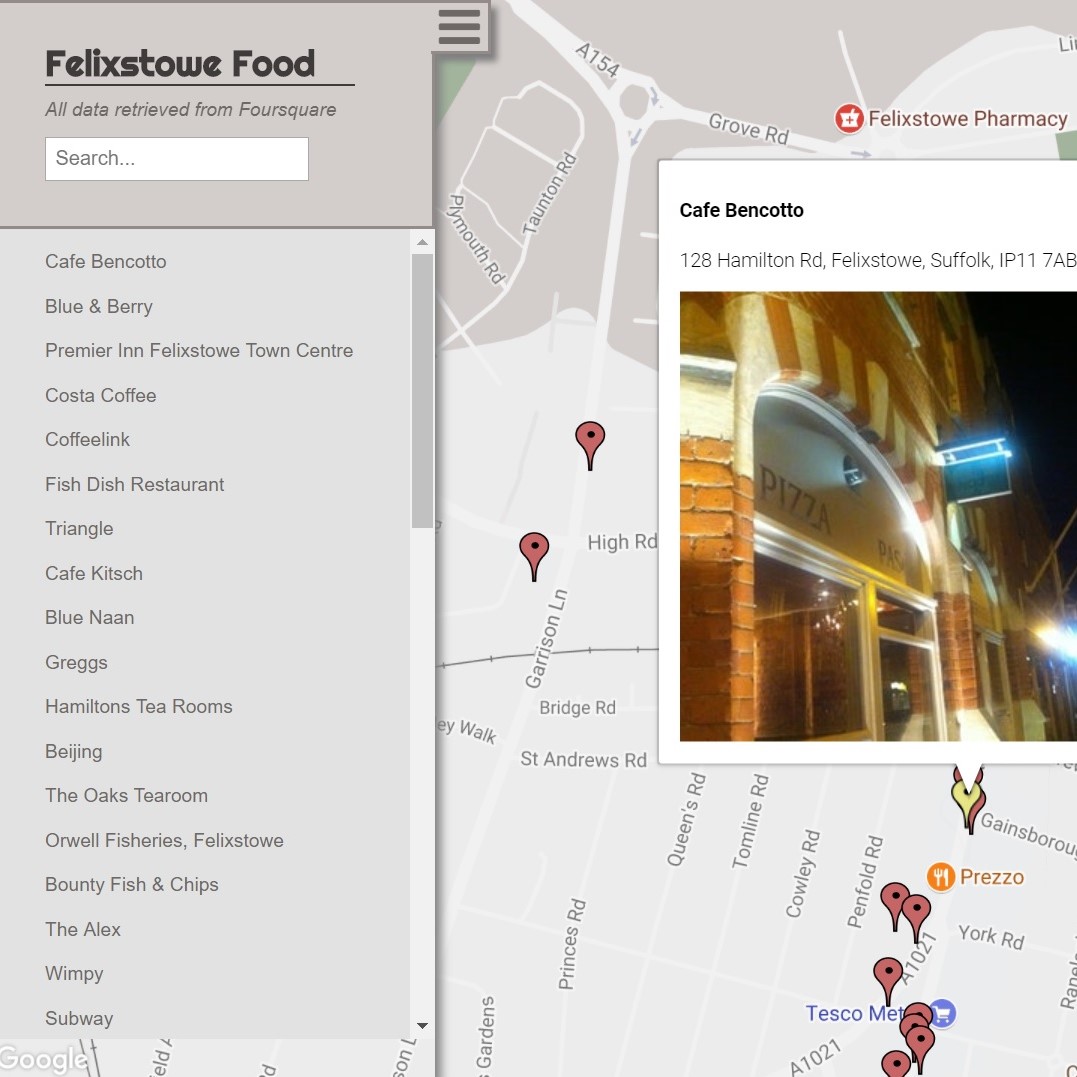 Felixstowe Food
All data retrieved from Foursquare
Search...
Cafe Bencotto
Blue & Berry
Premier Inn Felixstowe Town Centre
Costa Coffee
Coffeelink
Fish Dish Restaurant
Triangle
Cafe Kitsch
Blue Naan
Greggs
Hamiltons Tea Rooms
Beijing
The Oaks Tearoom
Orwell Fisheries, Felixstowe
Bounty Fish & Chips
The Alex
Wimpy
Subway
Google
A154
Grove Rd
Felixstowe Pharmacy
Taunton Rd
Plymouth Rd
Cafe Bencotto
128 Hamilton Rd, Felixstowe, Suffolk, IP11 7AB
PIZZA
PAS
High Rd
Garrison Ln
Bridge Rd
ey Walk
St Andrews Rd
Queen's Rd
Tomline Rd
Cowley Rd
Penfold Rd
Gainsboroug
Prezzo
Princes Rd
York Rd
A1021
Tesco Met
A1021
s Gardens
son L
eld A